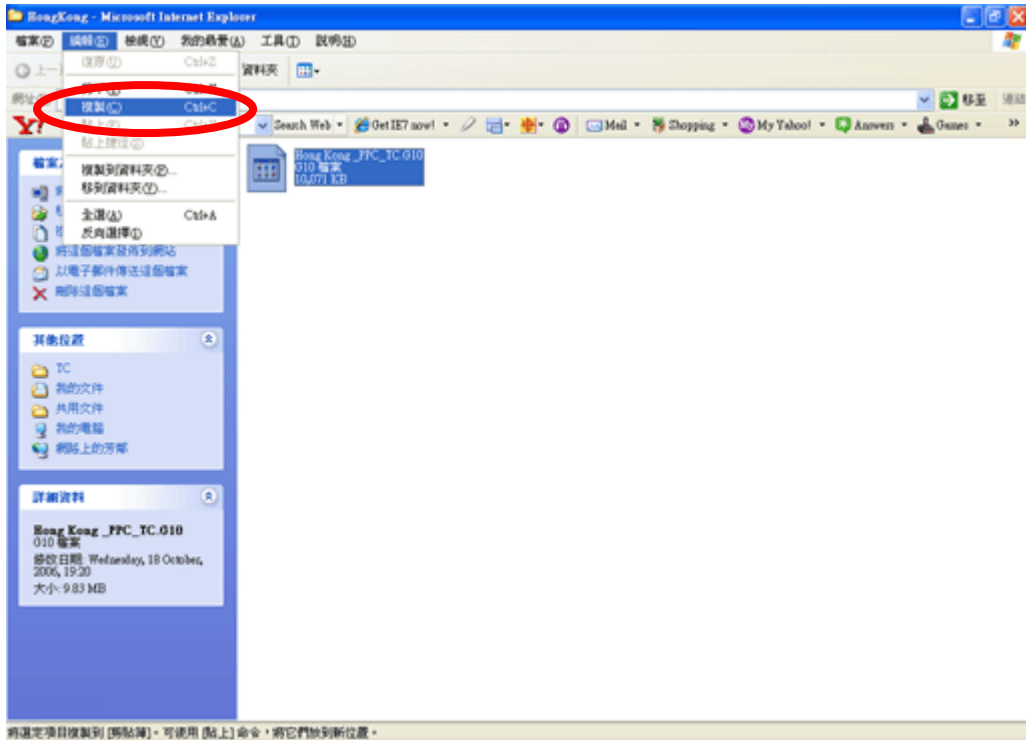 HongKong - Microsoft Internet Explorer
檔案(F) 編輯(E) 檢視(V) 我的最愛(A) 工具(T) 說明(H)
上一 資料夾
移至 連結
Y! Search Web Get IE7 now! Mail Shopping My Yahoo! Answers Games »
復原(U) Ctrl+Z
複製(C) Ctrl+C
貼上(P)
貼上捷徑(S)
複製到資料夾(F)...
移到資料夾(V)...
全選(A) Ctrl+A
反向選擇(I)
Hong Kong _PPC_TC.G10
G10 檔案
10,071 KB
將這個檔案發佈到網站
以電子郵件傳送這個檔案
刪除這個檔案
其他位置
TC
我的文件
共用文件
我的電腦
網路上的芳鄰
詳細資料
Hong Kong _PPC_TC.G10
G10 檔案
修改日期: Wednesday, 18 October,
2006, 19:20
大小: 9.83 MB
將選定項目複製到 [剪貼簿]。可使用 [貼上] 命令，將它們放到新位置。